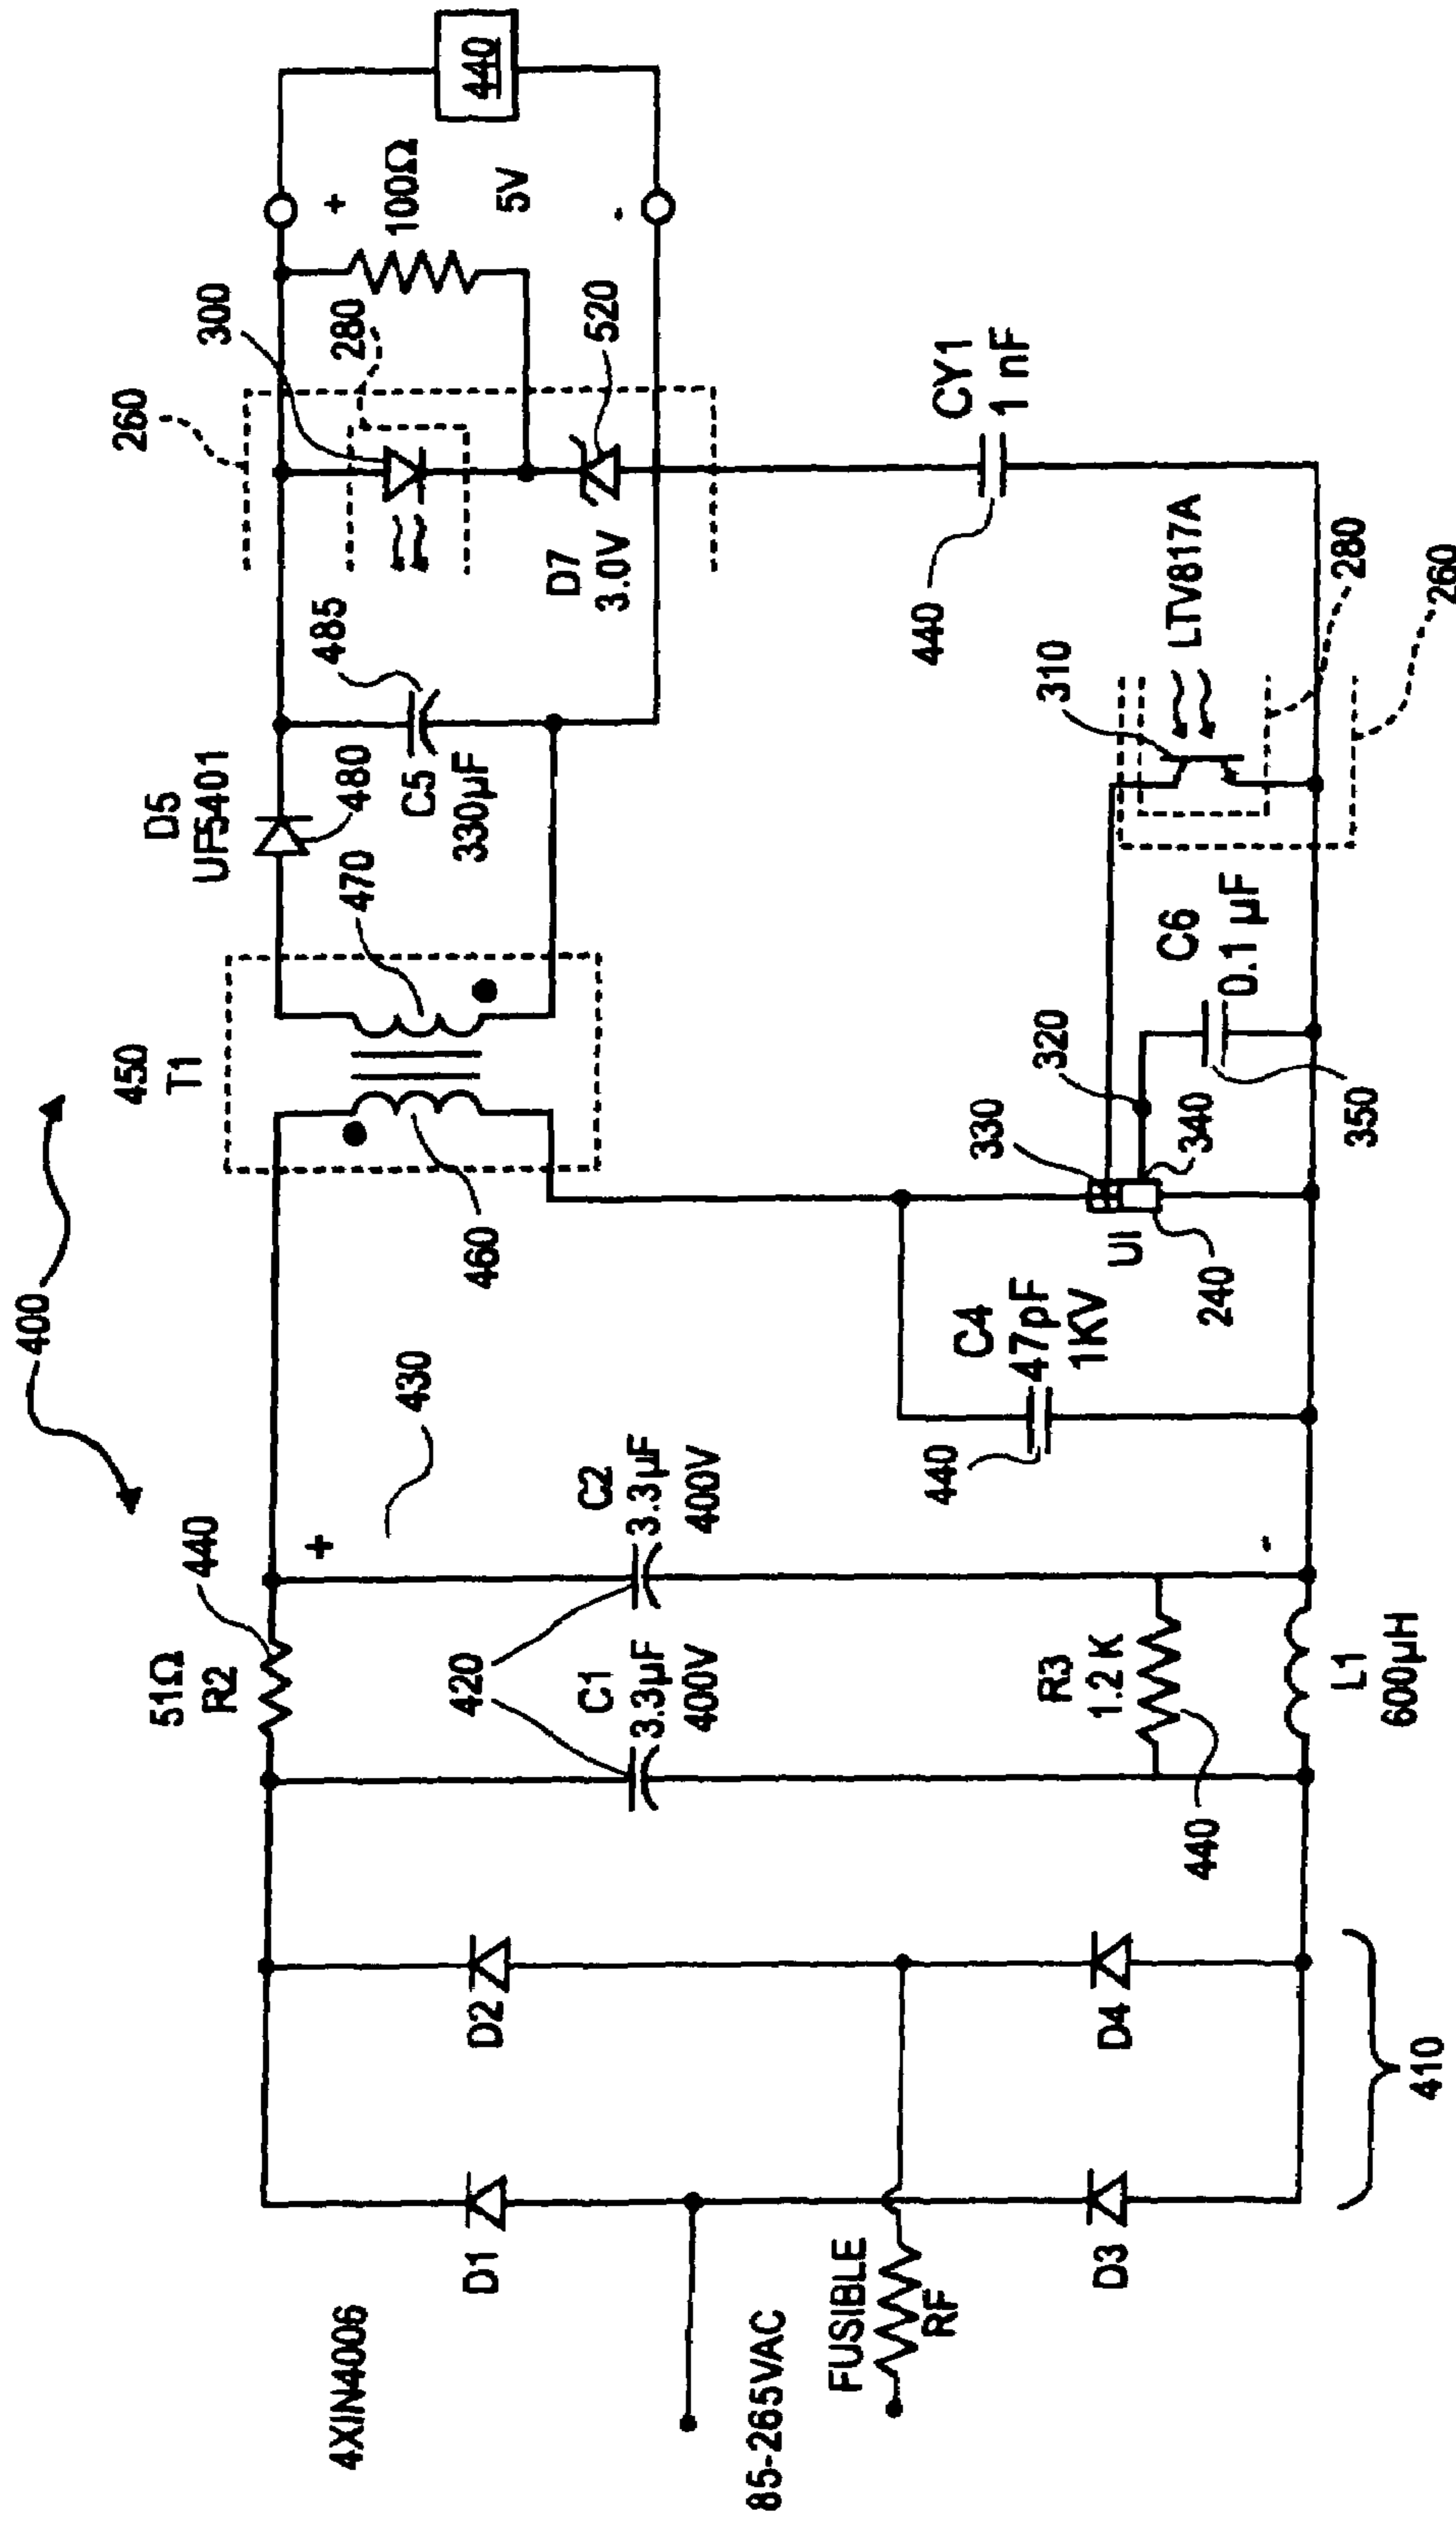 400
4XIN4006
85-265VAC
FUSIBLE
RF
D1
D2
D3
D4
410
51Ω
R2
440
+
430
420
C1
3.3µF
400V
C2
3.3µF
400V
R3
1.2 K
440
-
L1
600µH
450
T1
460
470
C4
47pF
1KV
440
UI
240
330
320
340
350
C6
0.1 µF
D5
UF5401
480
485
C5
330µF
260
300
280
D7
3.0V
520
+
100Ω
5V
-
440
CY1
1 nF
440
310
LTV817A
280
260